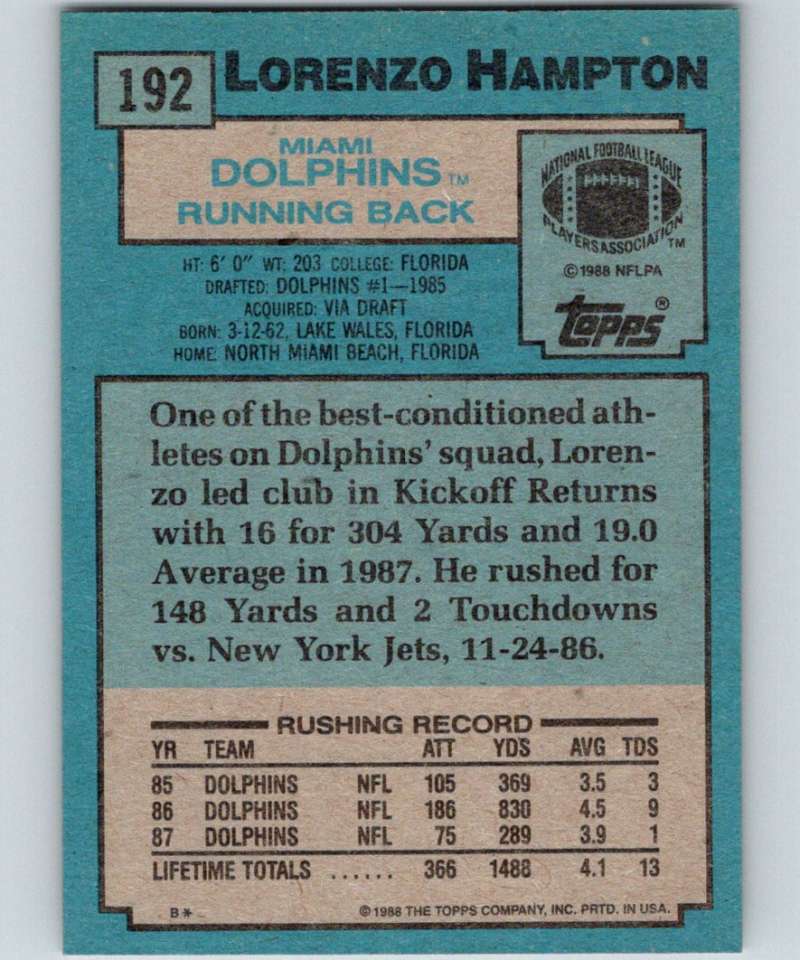 192 LORENZO HAMPTON
MIAMI
DOLPHINS TM
RUNNING BACK
NATIONAL FOOTBALL LEAGUE
PLAYERS ASSOCIATION TM
©1988 NFLPA
Topps®
HT: 6' 0" WT: 203 COLLEGE: FLORIDA
DRAFTED: DOLPHINS #1—1985
ACQUIRED: VIA DRAFT
BORN: 3-12-62, LAKE WALES, FLORIDA
HOME: NORTH MIAMI BEACH, FLORIDA
One of the best-conditioned ath-
letes on Dolphins' squad, Loren-
zo led club in Kickoff Returns
with 16 for 304 Yards and 19.0
Average in 1987. He rushed for
148 Yards and 2 Touchdowns
vs. New York Jets, 11-24-86.
RUSHING RECORD
YR TEAM ATT YDS AVG TDS
85 DOLPHINS NFL 105 369 3.5 3
86 DOLPHINS NFL 186 830 4.5 9
87 DOLPHINS NFL 75 289 3.9 1
LIFETIME TOTALS ...... 366 1488 4.1 13
B* ©1988 THE TOPPS COMPANY, INC. PRTD. IN USA.